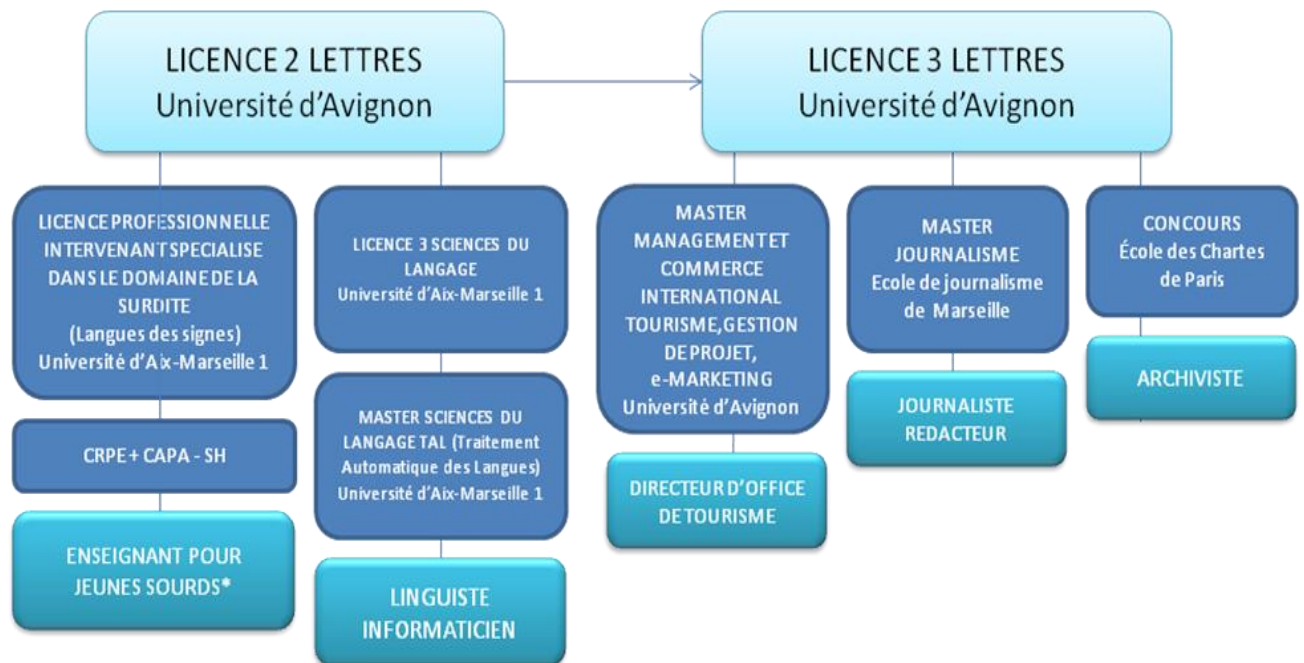 LICENCE 2 LETTRES
Université d'Avignon
LICENCE 3 LETTRES
Université d'Avignon
LICENCE PROFESSIONNELLE
INTERVENANT SPECIALISE
DANS LE DOMAINE DE LA
SURDITE
(Langues des signes)
Université d'Aix-Marseille 1
CRPE + CAPA - SH
ENSEIGNANT POUR
JEUNES SOURDS*
LICENCE 3 SCIENCES DU
LANGAGE
Université d'Aix-Marseille 1
MASTER SCIENCES DU
LANGAGE TAL (Traitement
Automatique des Langues)
Université d'Aix-Marseille 1
LINGUISTE
INFORMATICIEN
MASTER
MANAGEMENT ET
COMMERCE
INTERNATIONAL
TOURISME, GESTION
DE PROJET,
e-MARKETING
Université d'Avignon
DIRECTEUR D'OFFICE
DE TOURISME
MASTER
JOURNALISME
Ecole de journalisme
de Marseille
JOURNALISTE
REDACTEUR
CONCOURS
École des Chartes
de Paris
ARCHIVISTE